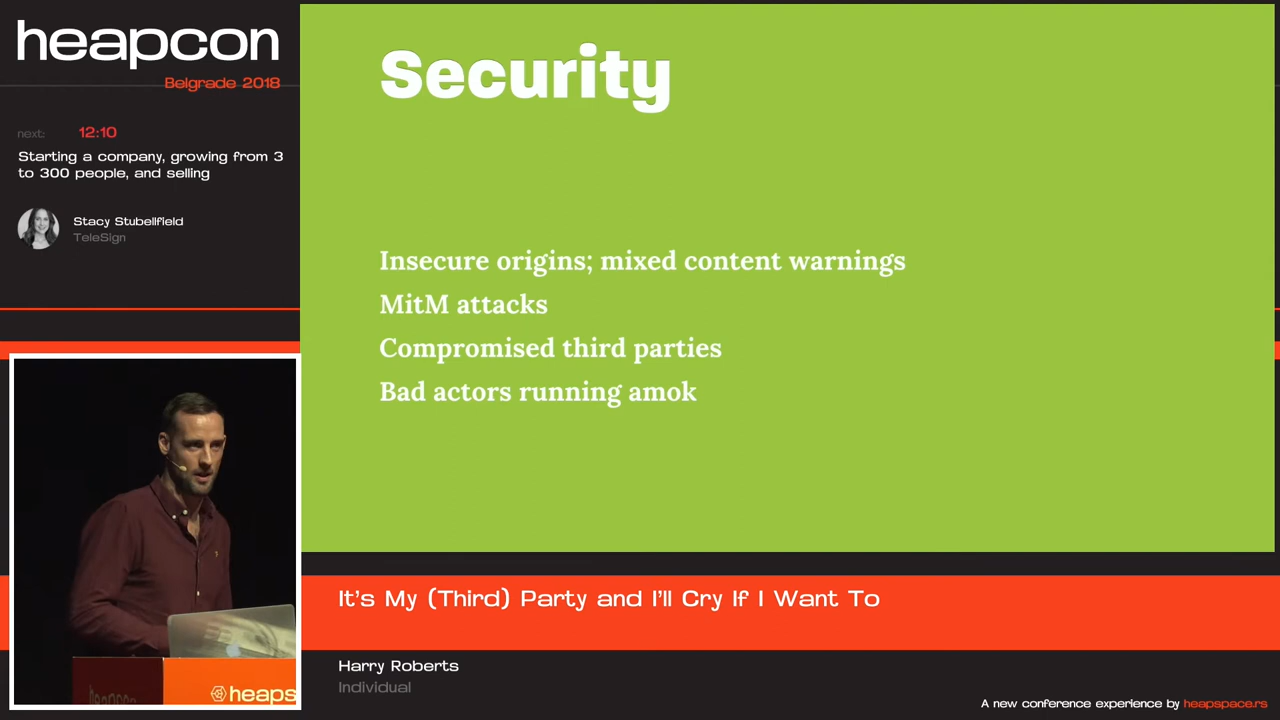 heapcon
Belgrade 2018
next: 12:10
Starting a company, growing from 3
to 300 people, and selling
Stacy Stubellfield
TeleSign
Security
Insecure origins; mixed content warnings
MitM attacks
Compromised third parties
Bad actors running amok
heapcon
heaps
It's My (Third) Party and I'll Cry If I Want To
Harry Roberts
Individual
A new conference experience by heapspace.rs